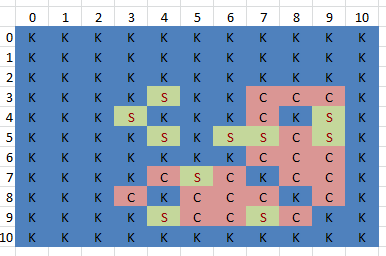 0 1 2 3 4 5 6 7 8 9 10
0 K K K K K K K K K K K
1 K K K K K K K K K K K
2 K K K K K K K K K K K
3 K K K K S K K C C C K
4 K K K S K K K C K S K
5 K K K K S K S S C S K
6 K K K K K K K C C C K
7 K K K K C S C K C C K
8 K K K C K C C C K C K
9 K K K K S C C S C K K
10 K K K K K K K K K K K